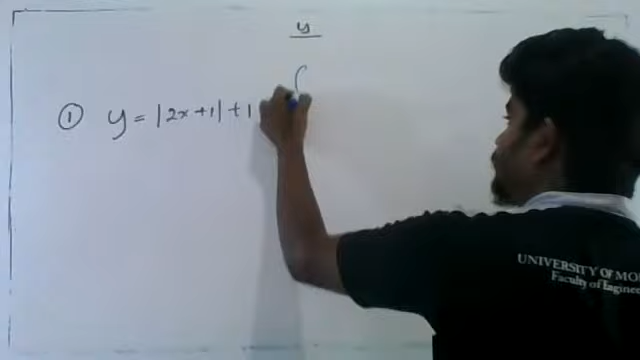 y
① y = |2x+1| + 1 (
UNIVERSITY OF MO
Faculty of Enginee